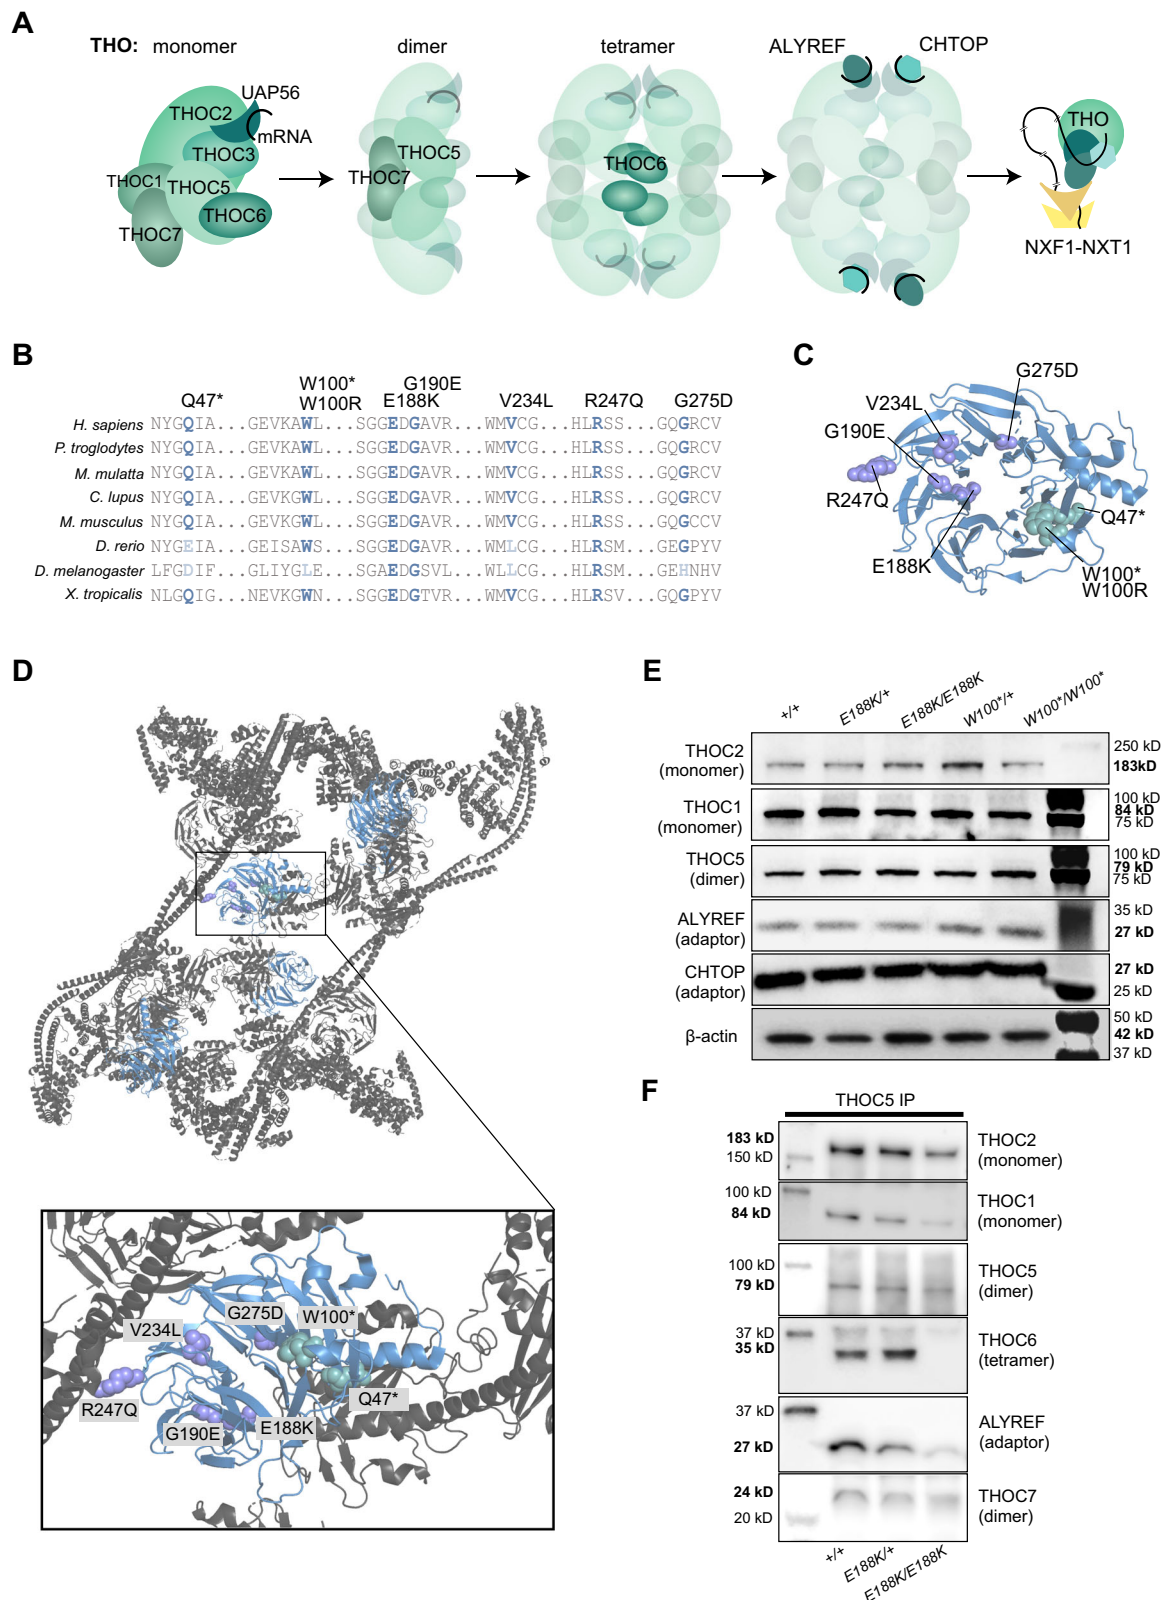 A
THO: monomer
dimer
tetramer
ALYREF
CHTOP
UAP56
THOC2
mRNA
THOC3
THOC1
THOC5
THOC6
THOC7
THOC5
THOC7
THOC6
THO
NXF1-NXT1
B
Q47*
W100*
W100R
G190E
E188K
V234L
R247Q
G275D
H. sapiens NYGQIA...GEVKAWL...SGGEDGAVR...WMVCG...HLRSS...GQGRCV
P. troglodytes NYGQIA...GEVKAWL...SGGEDGAVR...WMVCG...HLRSS...GQGRCV
M. mulatta NYGQIA...GEVKAWL...SGGEDGAVR...WMVCG...HLRSS...GQGRCV
C. lupus NYGQIA...GEVKAWL...SGGEDGAVR...WMVCG...HLRSS...GQGRCV
M. musculus NYGQIA...GEVKAWL...SGGEDGAVR...WMVCG...HLRSS...GQGCCV
D. rerio NYGEIA...GEISAWS...SGGEDGAVR...WMLCG...HLRSM...GEGPYV
D. melanogaster LFGDIF...GLIYGLE...SGAEDGSVL...WLLCG...HLRSM...GEHNHV
X. tropicalis NLGQIG...NEVKGWN...SGGEDGTVR...WMVCG...HLRSV...GQGPYV
C
G275D
V234L
G190E
R247Q
Q47*
E188K
W100*
W100R
D
G275D
W100*
V234L
R247Q
Q47*
G190E
E188K
E
+/+
E188K/+
E188K/E188K
W100*/+
W100*/W100*
THOC2
(monomer)
250 kD
183kD
THOC1
(monomer)
100 kD
84 kD
75 kD
THOC5
(dimer)
100 kD
79 kD
75 kD
ALYREF
(adaptor)
35 kD
27 kD
CHTOP
(adaptor)
27 kD
25 kD
β-actin
50 kD
42 kD
37 kD
F
THOC5 IP
183 kD
150 kD
THOC2
(monomer)
100 kD
84 kD
THOC1
(monomer)
100 kD
79 kD
THOC5
(dimer)
37 kD
35 kD
THOC6
(tetramer)
37 kD
27 kD
ALYREF
(adaptor)
24 kD
20 kD
THOC7
(dimer)
+/+
E188K/+
E188K/E188K